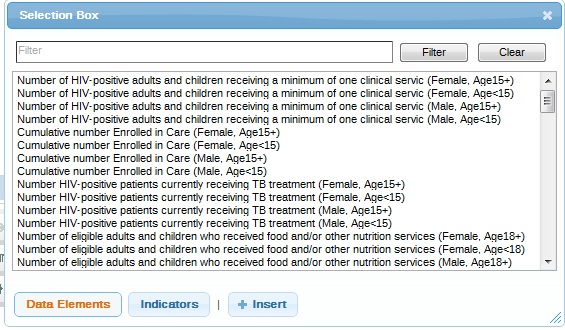 Selection Box
Filter
Filter
Clear
Number of HIV-positive adults and children receiving a minimum of one clinical servic (Female, Age15+)
Number of HIV-positive adults and children receiving a minimum of one clinical servic (Female, Age<15)
Number of HIV-positive adults and children receiving a minimum of one clinical servic (Male, Age15+)
Number of HIV-positive adults and children receiving a minimum of one clinical servic (Male, Age<15)
Cumulative number Enrolled in Care (Female, Age15+)
Cumulative number Enrolled in Care (Female, Age<15)
Cumulative number Enrolled in Care (Male, Age15+)
Cumulative number Enrolled in Care (Male, Age<15)
Number HIV-positive patients currently receiving TB treatment (Female, Age15+)
Number HIV-positive patients currently receiving TB treatment (Female, Age<15)
Number HIV-positive patients currently receiving TB treatment (Male, Age15+)
Number HIV-positive patients currently receiving TB treatment (Male, Age<15)
Number of eligible adults and children who received food and/or other nutrition services (Female, Age18+)
Number of eligible adults and children who received food and/or other nutrition services (Female, Age<18)
Number of eligible adults and children who received food and/or other nutrition services (Male, Age18+)
Data Elements
Indicators
|
+ Insert